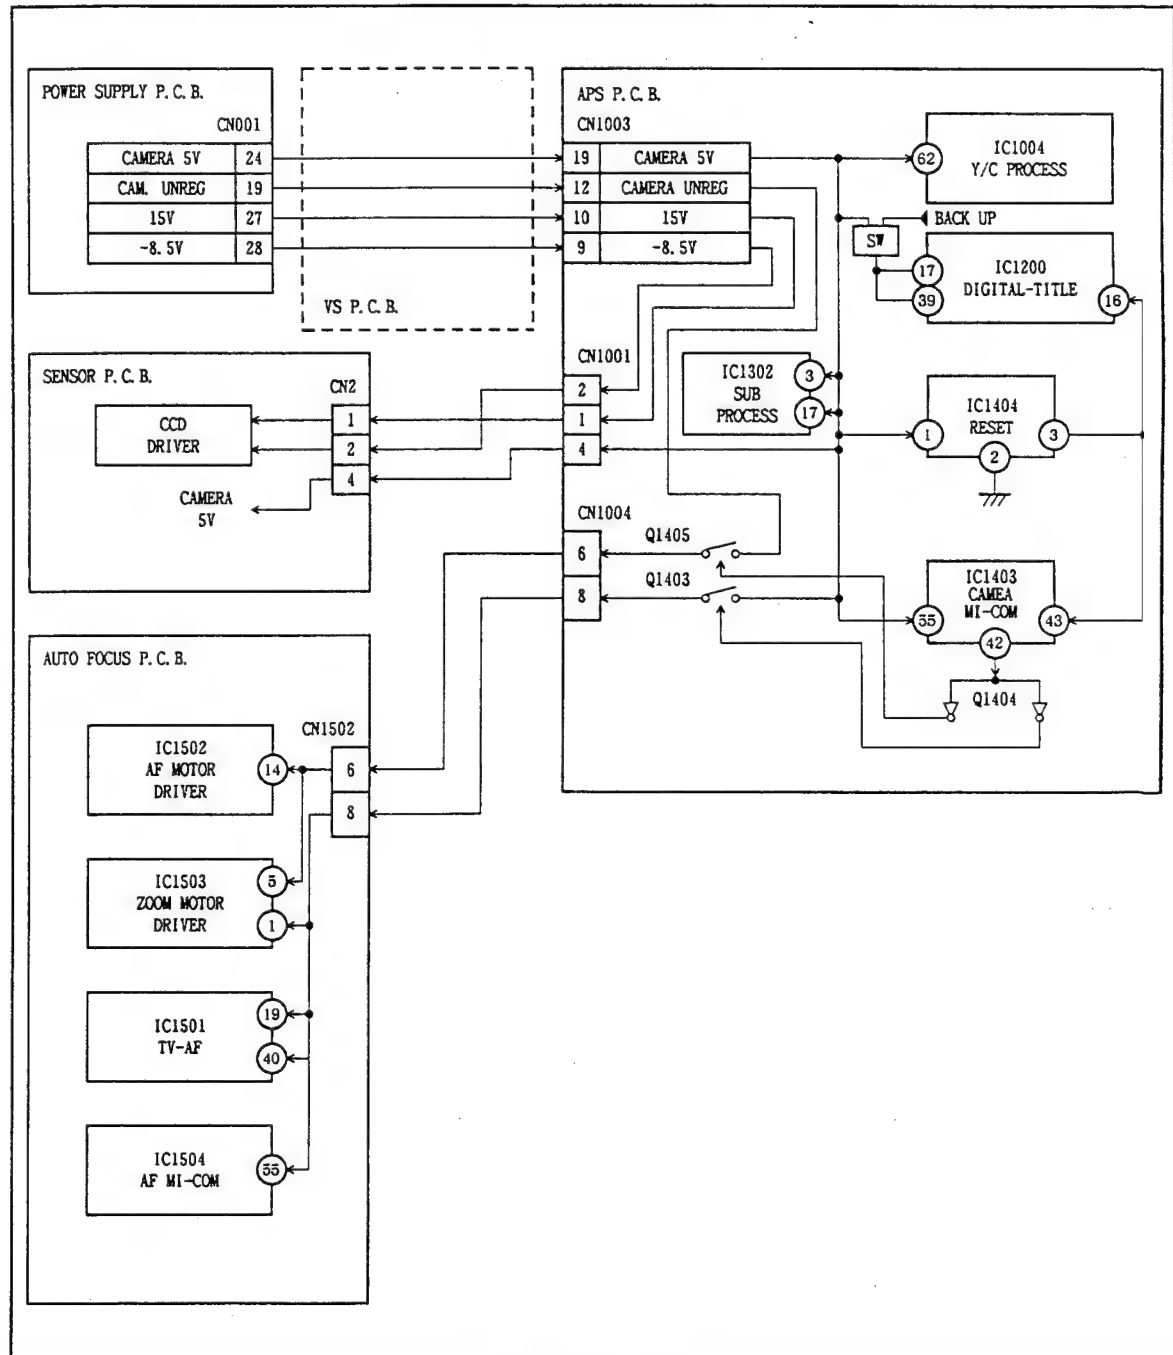 POWER SUPPLY P.C.B.
CN001
CAMERA 5V 24
CAM. UNREG 19
15V 27
-8.5V 28
VS P.C.B.
APS P.C.B.
CN1003
19 CAMERA 5V
12 CAMERA UNREG
10 15V
9 -8.5V
62
IC1004
Y/C PROCESS
BACK UP
SW
17
39
IC1200
DIGITAL-TITLE
16
SENSOR P.C.B.
CN2
CCD
DRIVER
1
2
4
CAMERA
5V
CN1001
2
1
4
IC1302
SUB
PROCESS
3
17
IC1404
RESET
1
2
3
CN1004
6
8
Q1405
Q1403
IC1403
CAMEA
MI-COM
55
42
43
Q1404
AUTO FOCUS P.C.B.
CN1502
6
8
IC1502
AF MOTOR
DRIVER
14
IC1503
ZOOM MOTOR
DRIVER
5
1
IC1501
TV-AF
19
40
IC1504
AF MI-COM
55